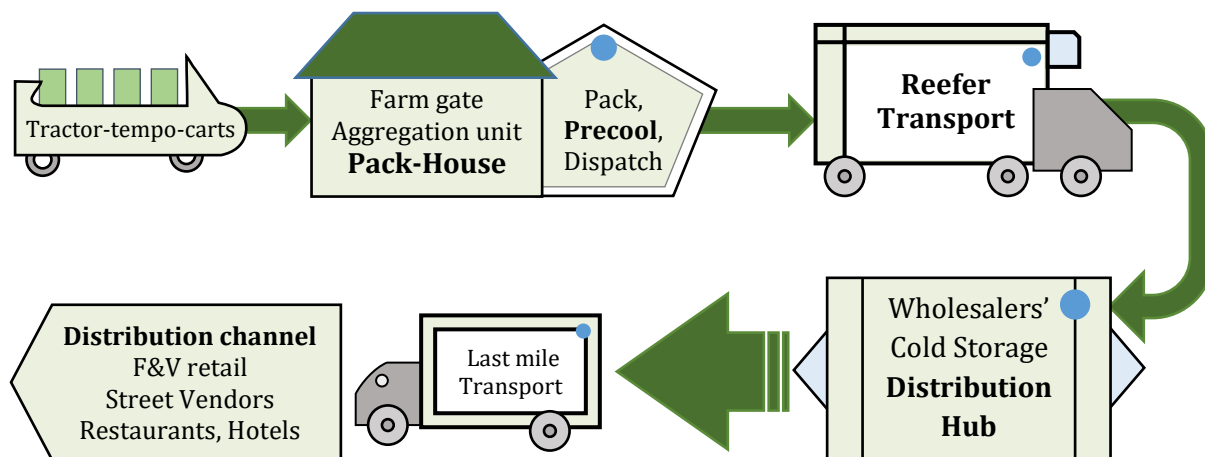 Tractor-tempo-carts
Farm gate
Aggregation unit
Pack-House
Pack,
Precool,
Dispatch
Reefer
Transport
Wholesalers’
Cold Storage
Distribution
Hub
Last mile
Transport
Distribution channel
F&V retail
Street Vendors
Restaurants, Hotels